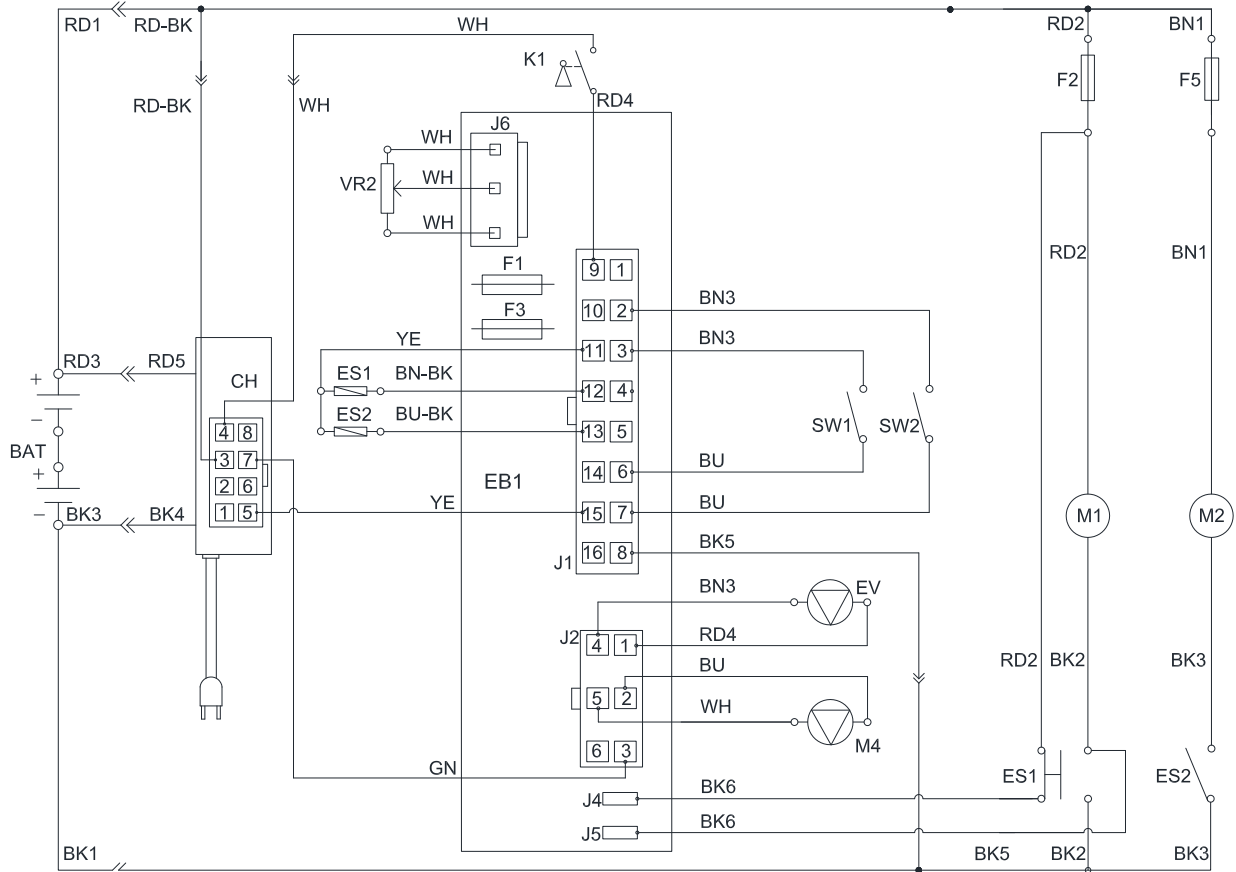 RD1 RD-BK WH RD2 BN1
K1 F2 F5
RD-BK WH RD4
J6
WH
VR2 WH
WH
RD2 BN1
F1 9 1
BN3
F3 10 2
YE BN3
11 3
RD3 RD5 ES1 BN-BK
+ CH 12 4
ES2 BU-BK
− 4 8 13 5 SW1 SW2
BAT 3 7 BU
+ 2 6 EB1 14 6
YE BU
− BK3 BK4 1 5 15 7 M1 M2
BK5
J1 16 8
BN3 EV
J2 4 1 RD4
BU RD2 BK2 BK3
5 2 WH
M4
6 3
GN ES1 ES2
J4 BK6
J5 BK6
BK1 BK5 BK2 BK3